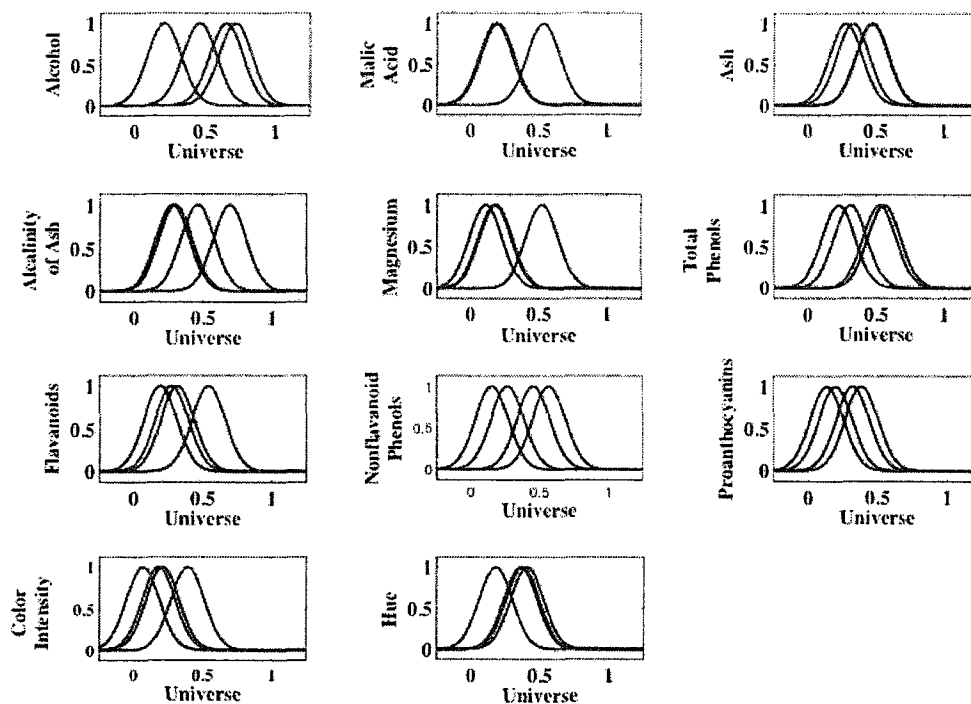 Alcohol
1
0.5
0
0 0.5 1
Universe
Malic
Acid
1
0.5
0
0 0.5 1
Universe
Ash
1
0.5
0
0 0.5 1
Universe
Alcalinity
of Ash
1
0.5
0
0 0.5 1
Universe
Magnesium
1
0.5
0
0 0.5 1
Universe
Total
Phenols
1
0.5
0
0 0.5 1
Universe
Flavanoids
1
0.5
0
0 0.5 1
Universe
Nonflavanoid
Phenols
1
0.5
0
0 0.5 1
Universe
Proanthocyanins
1
0.5
0
0 0.5 1
Universe
Color
Intensity
1
0.5
0
0 0.5 1
Universe
Hue
1
0.5
0
0 0.5 1
Universe